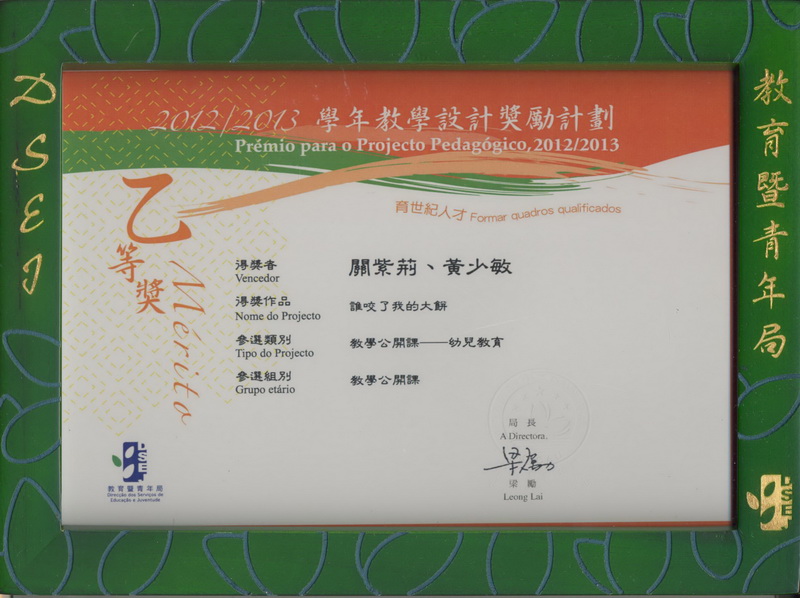 DSEJ
教育暨青年局
2012/2013 學年教學設計獎勵計劃
Prémio para o Projecto Pedagógico, 2012/2013
育世紀人才 Formar quadros qualificados
乙等獎
Mérito
得獎者 關紫荊、黃少敏
Vencedor
得獎作品 誰咬了我的大餅
Nome do Projecto
參選類別 教學公開課——幼兒教育
Tipo do Projecto
參選組別 教學公開課
Grupo etário
局長
A Directora,
梁勵
梁勵
Leong Lai
DSEJ
教育暨青年局
Direcção dos Serviços de
Educação e Juventude
DSEJ